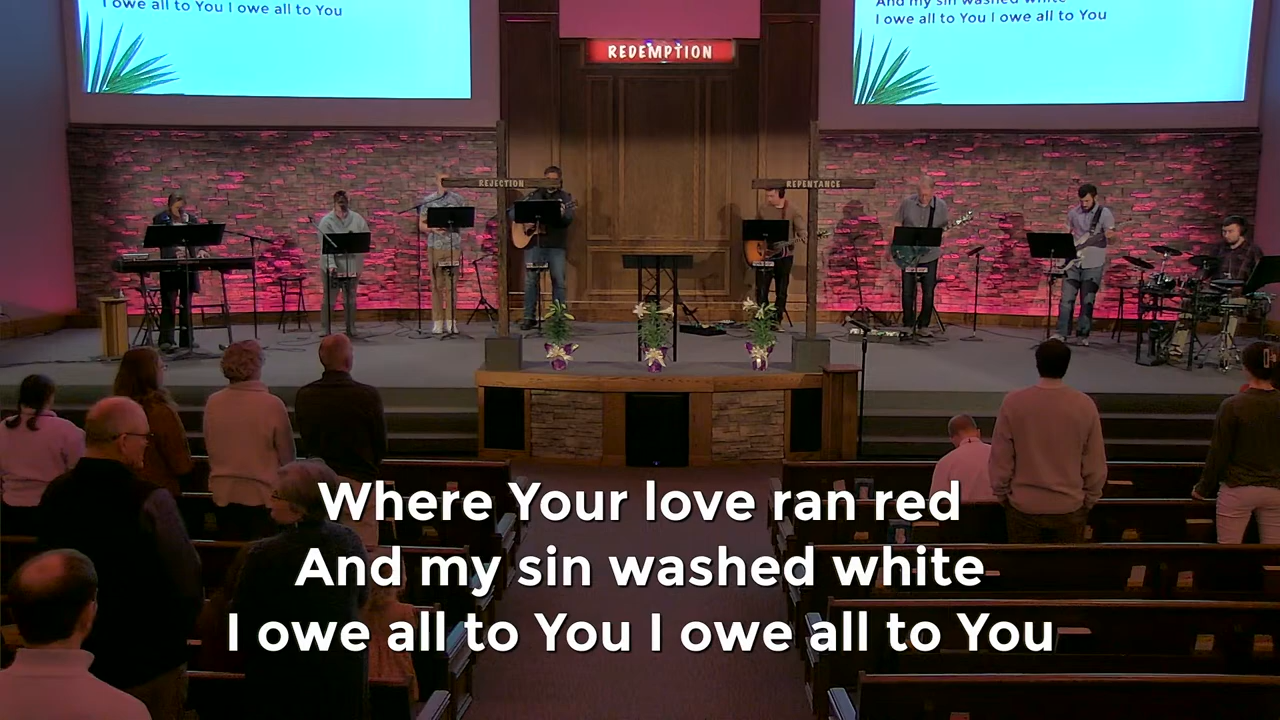 I owe all to You I owe all to You
And my sin washed white
I owe all to You I owe all to You
REDEMPTION
REJECTION
REPENTANCE
Where Your love ran red
And my sin washed white
I owe all to You I owe all to You